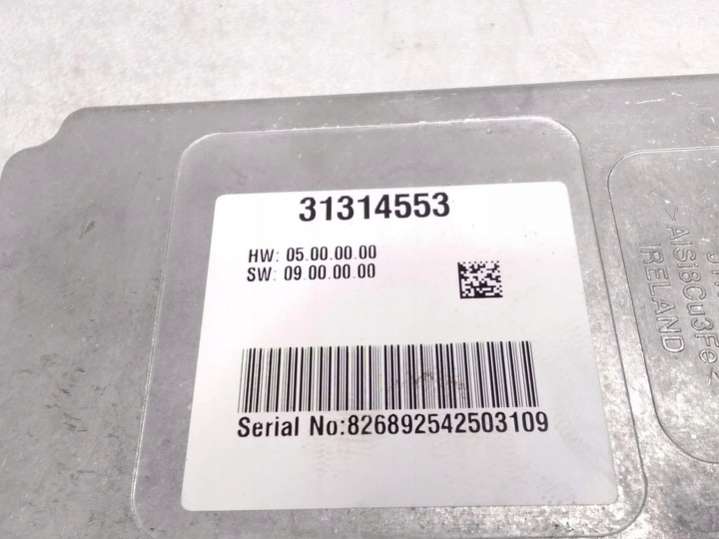 31314553
HW: 05.00.00.00
SW: 09.00.00.00
Serial No:826892542503109
>AlSi8Cu3Fe<
IRELAND